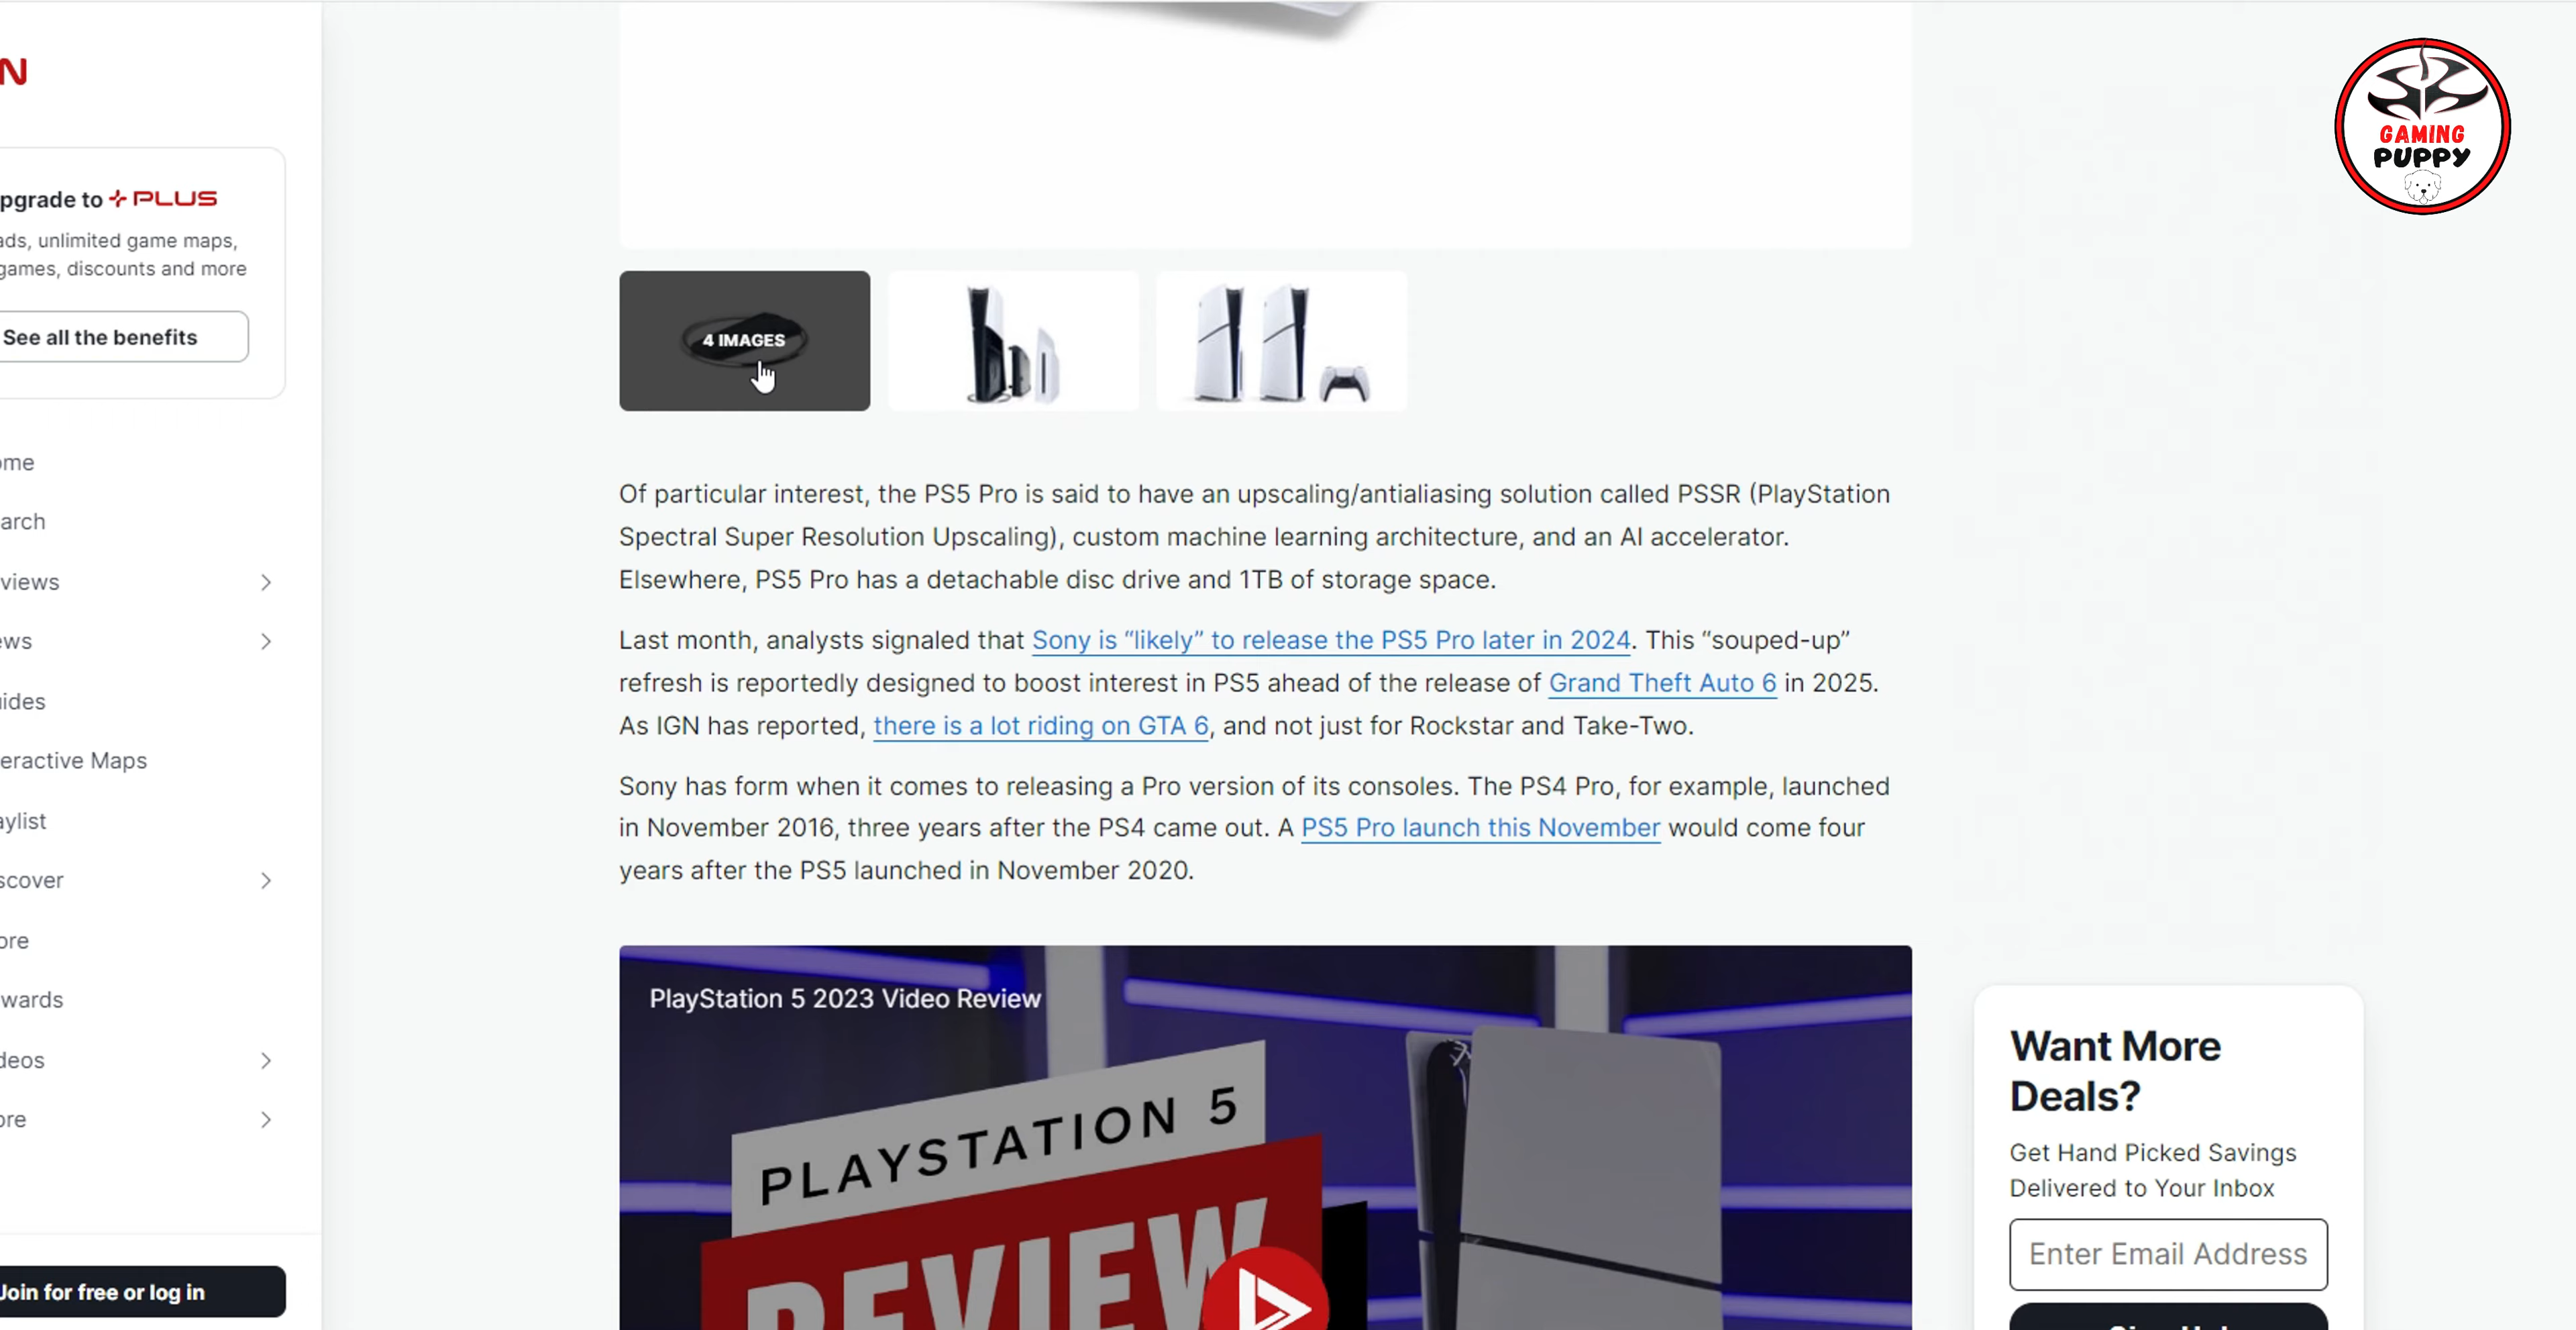 N
pgrade to PLUS
ads, unlimited game maps,
games, discounts and more
See all the benefits
ome
arch
views
ews
uides
teractive Maps
aylist
scover
ore
wards
deos
ore
Join for free or log in
GAMING
PUPPY
4 IMAGES
Of particular interest, the PS5 Pro is said to have an upscaling/antialiasing solution called PSSR (PlayStation
Spectral Super Resolution Upscaling), custom machine learning architecture, and an AI accelerator.
Elsewhere, PS5 Pro has a detachable disc drive and 1TB of storage space.
Last month, analysts signaled that Sony is “likely” to release the PS5 Pro later in 2024. This “souped-up”
refresh is reportedly designed to boost interest in PS5 ahead of the release of Grand Theft Auto 6 in 2025.
As IGN has reported, there is a lot riding on GTA 6, and not just for Rockstar and Take-Two.
Sony has form when it comes to releasing a Pro version of its consoles. The PS4 Pro, for example, launched
in November 2016, three years after the PS4 came out. A PS5 Pro launch this November would come four
years after the PS5 launched in November 2020.
PlayStation 5 2023 Video Review
PLAYSTATION 5
REVIEW
Want More
Deals?
Get Hand Picked Savings
Delivered to Your Inbox
Enter Email Address